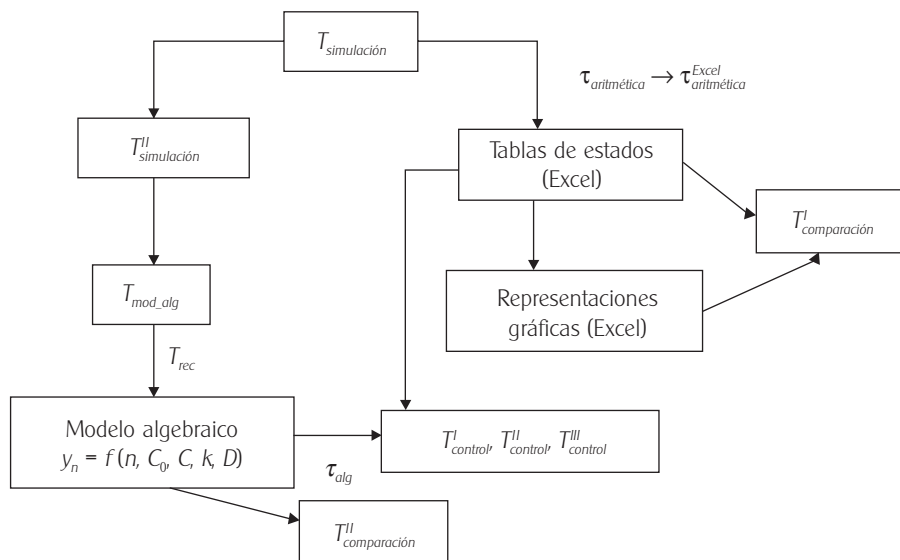 T_simulación
τ_aritmética → τ^Excel_aritmética
T^II_simulación
Tablas de estados
(Excel)
T^I_comparación
T_mod_alg
Representaciones
gráficas (Excel)
T_rec
Modelo algebraico
y_n = f (n, C_0, C, k, D)
T^I_control, T^II_control, T^III_control
τ_alg
T^II_comparación